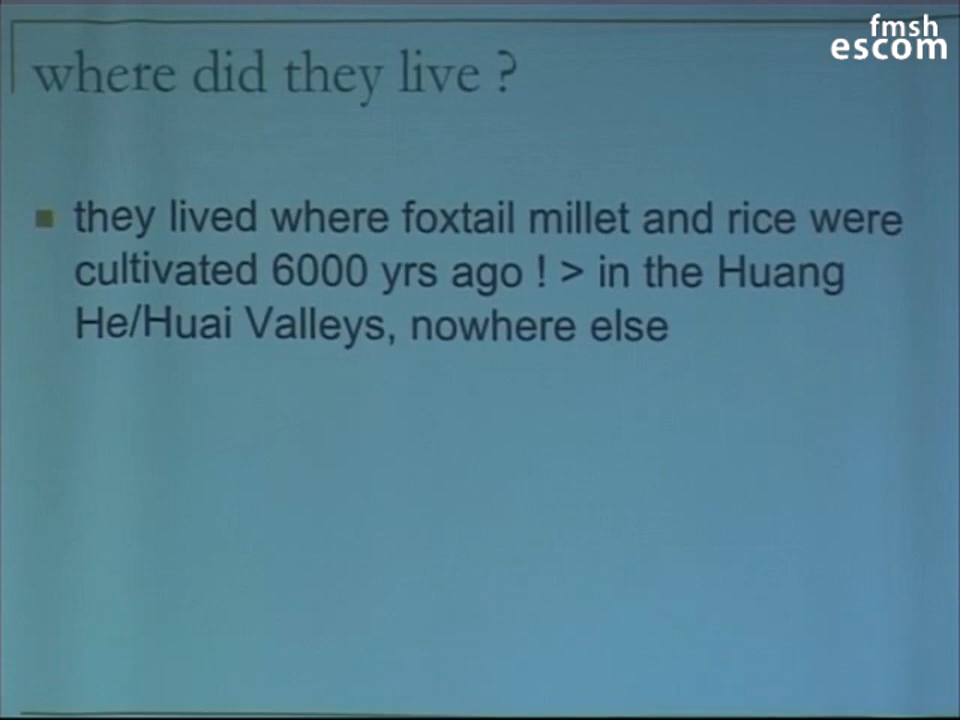 fmsh
escom
where did they live ?
they lived where foxtail millet and rice were
cultivated 6000 yrs ago ! > in the Huang
He/Huai Valleys, nowhere else